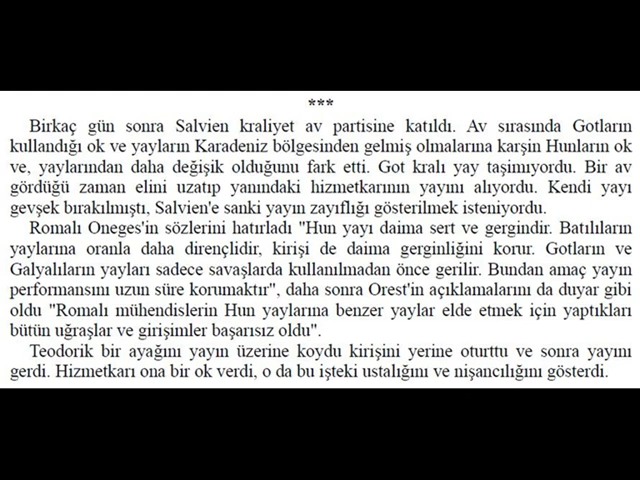 ***
Birkaç gün sonra Salvien kraliyet av partisine katıldı. Av sırasında Gotların
kullandığı ok ve yayların Karadeniz bölgesinden gelmiş olmalarına karşin Hunların ok
ve, yaylarından daha değişik olduğunu fark etti. Got kralı yay taşimıyordu. Bir av
gördüğü zaman elini uzatıp yanındaki hizmetkarının yayını alıyordu. Kendi yayı
gevşek bırakılmıştı, Salvien'e sanki yayın zayıflığı gösterilmek isteniyordu.
Romalı Oneges'in sözlerini hatırladı "Hun yayı daima sert ve gergindir. Batılıların
yaylarına oranla daha dirençlidir, kirişi de daima gerginliğini korur. Gotların ve
Galyalıların yayları sadece savaşlarda kullanılmadan önce gerilir. Bundan amaç yayın
performansını uzun süre korumaktır", daha sonra Orest'in açıklamalarını da duyar gibi
oldu "Romalı mühendislerin Hun yaylarına benzer yaylar elde etmek için yaptıkları
bütün uğraşlar ve girişimler başarısız oldu".
Teodorik bir ayağını yayın üzerine koydu kirişini yerine oturttu ve sonra yayını
gerdi. Hizmetkarı ona bir ok verdi, o da bu işteki ustalığını ve nişancılığını gösterdi.